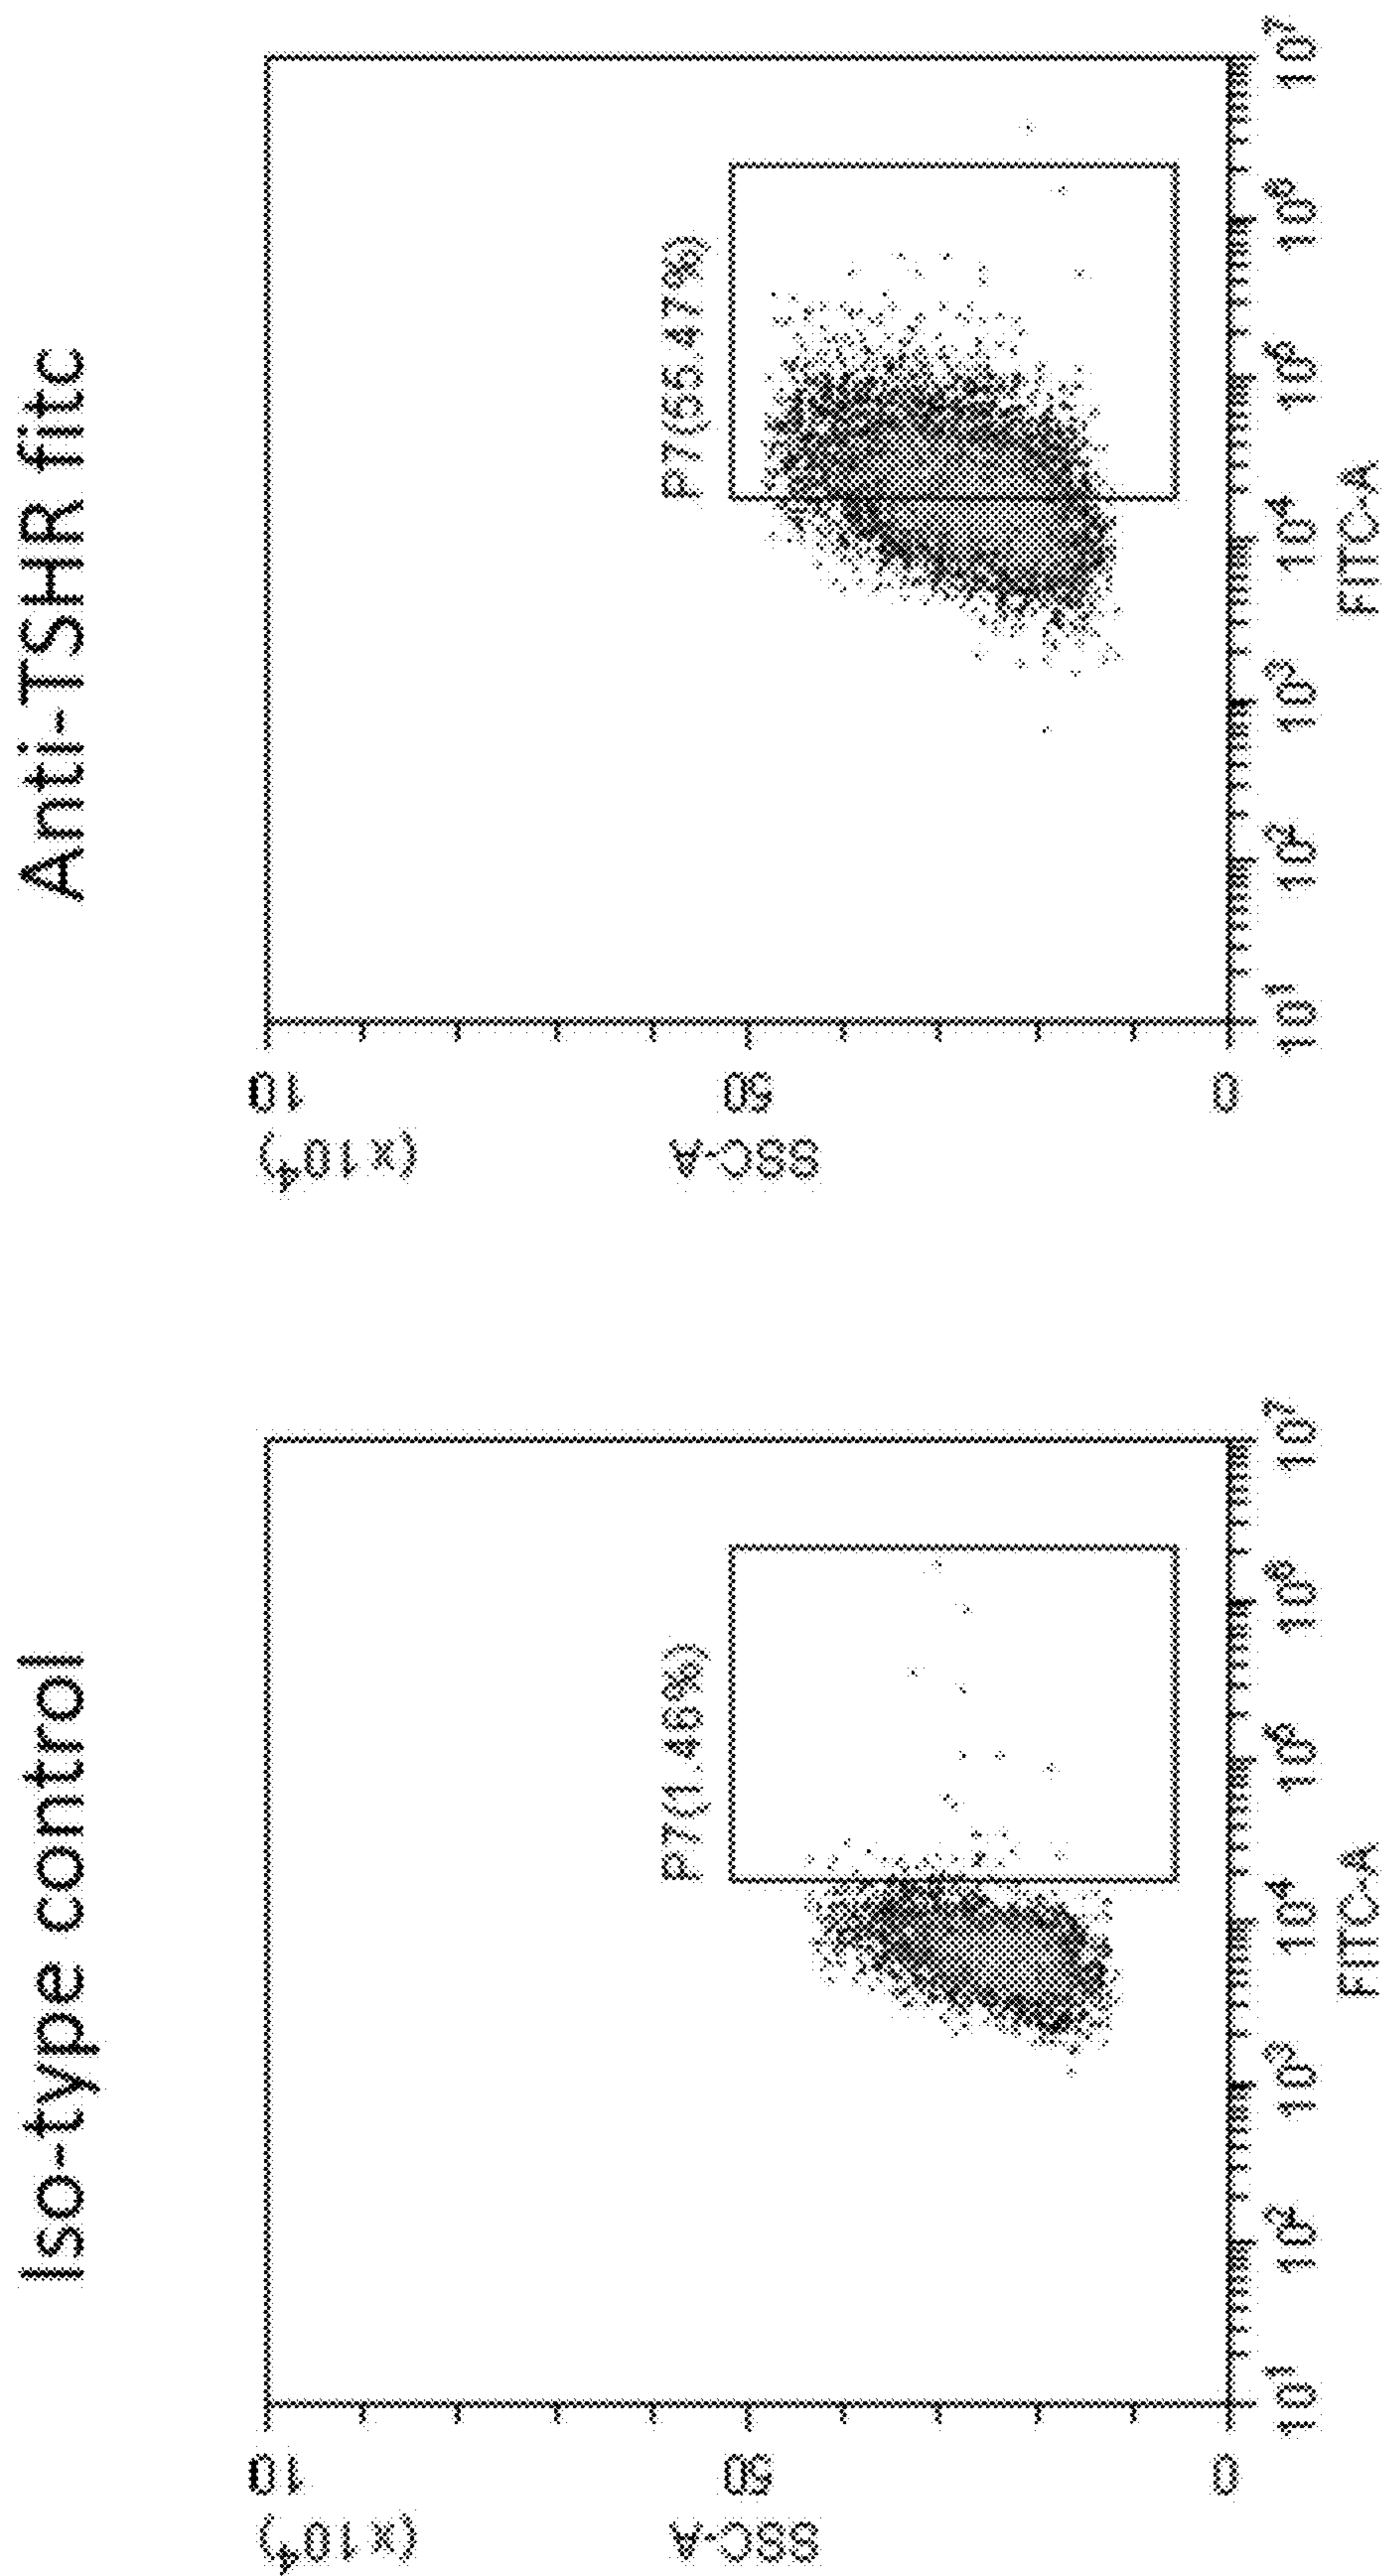 Iso-type control
(x 10⁴)
10
50
0
SSC-A
P7(1.46%)
10¹ 10² 10³ 10⁴ 10⁵ 10⁶ 10⁷
FITC-A
Anti-TSHR fitc
(x 10⁴)
10
50
0
SSC-A
P7(55.47%)
10¹ 10² 10³ 10⁴ 10⁵ 10⁶ 10⁷
FITC-A